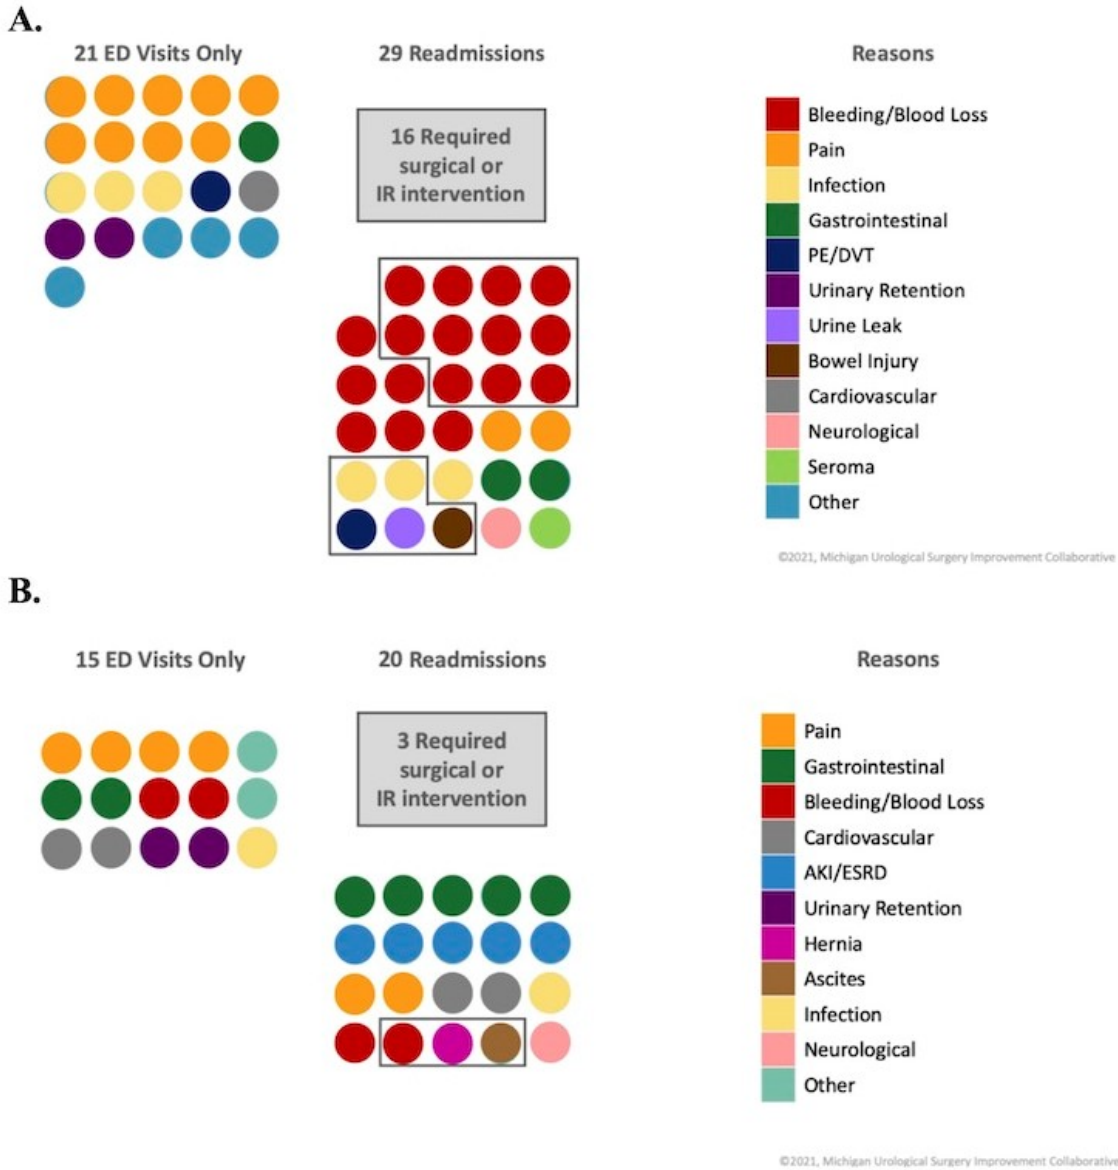 A.
21 ED Visits Only
29 Readmissions
Reasons
16 Required
surgical or
IR intervention
Bleeding/Blood Loss
Pain
Infection
Gastrointestinal
PE/DVT
Urinary Retention
Urine Leak
Bowel Injury
Cardiovascular
Neurological
Seroma
Other
©2021, Michigan Urological Surgery Improvement Collaborative
B.
15 ED Visits Only
20 Readmissions
Reasons
3 Required
surgical or
IR intervention
Pain
Gastrointestinal
Bleeding/Blood Loss
Cardiovascular
AKI/ESRD
Urinary Retention
Hernia
Ascites
Infection
Neurological
Other
©2021, Michigan Urological Surgery Improvement Collaborative